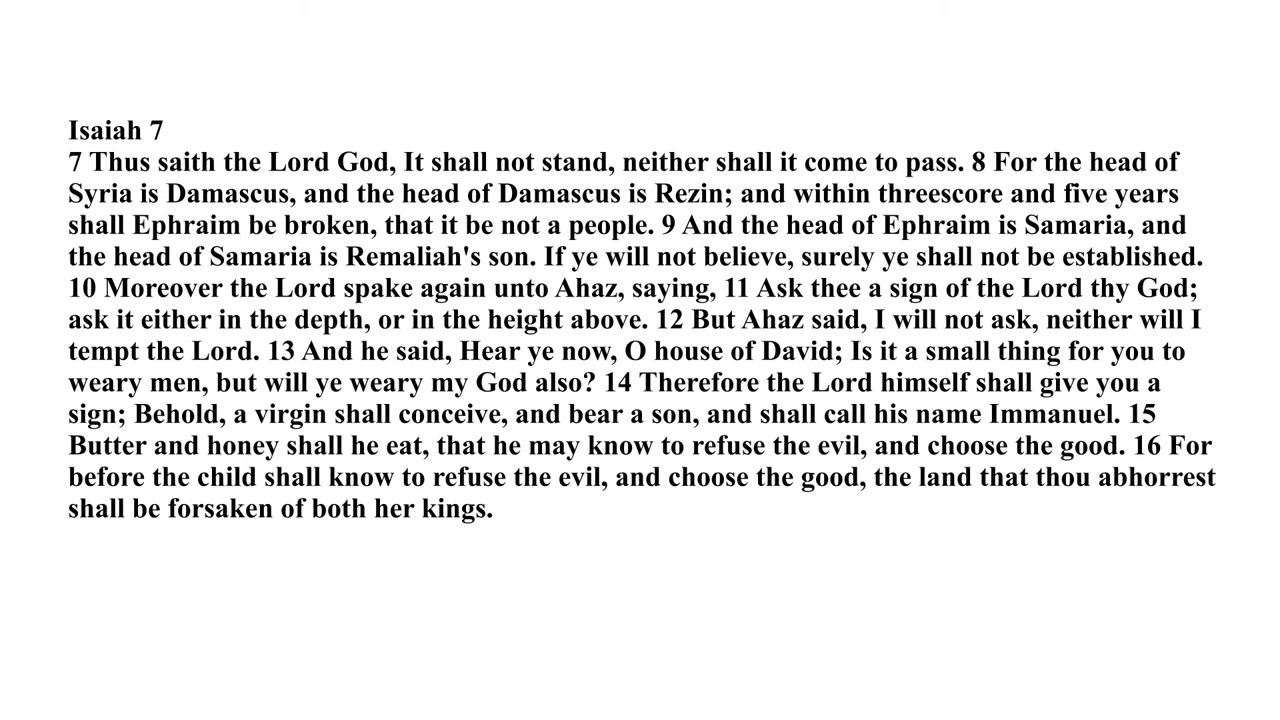 Isaiah 7
7 Thus saith the Lord God, It shall not stand, neither shall it come to pass. 8 For the head of
Syria is Damascus, and the head of Damascus is Rezin; and within threescore and five years
shall Ephraim be broken, that it be not a people. 9 And the head of Ephraim is Samaria, and
the head of Samaria is Remaliah's son. If ye will not believe, surely ye shall not be established.
10 Moreover the Lord spake again unto Ahaz, saying, 11 Ask thee a sign of the Lord thy God;
ask it either in the depth, or in the height above. 12 But Ahaz said, I will not ask, neither will I
tempt the Lord. 13 And he said, Hear ye now, O house of David; Is it a small thing for you to
weary men, but will ye weary my God also? 14 Therefore the Lord himself shall give you a
sign; Behold, a virgin shall conceive, and bear a son, and shall call his name Immanuel. 15
Butter and honey shall he eat, that he may know to refuse the evil, and choose the good. 16 For
before the child shall know to refuse the evil, and choose the good, the land that thou abhorrest
shall be forsaken of both her kings.